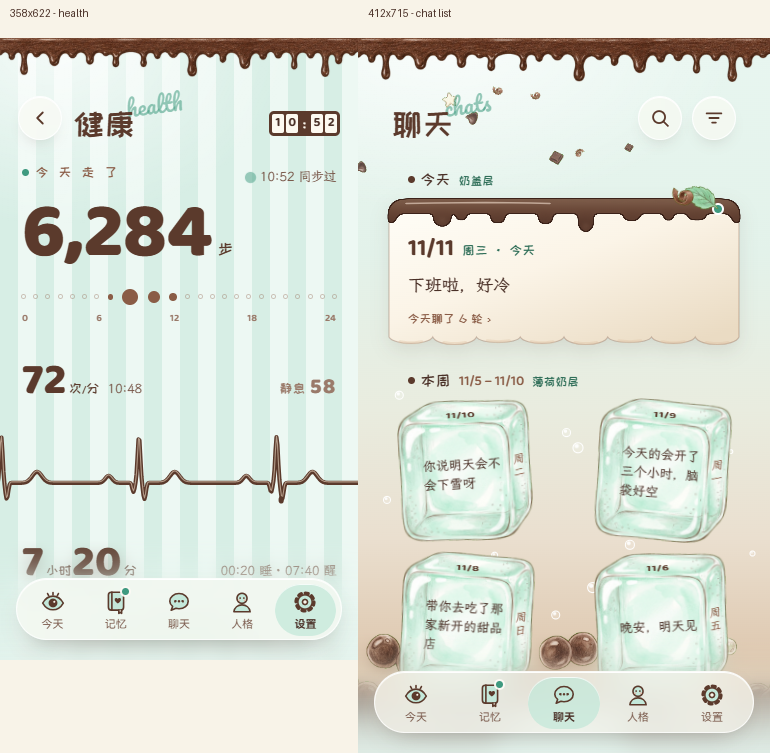 358x622 - health
health
健康
10:52
今天走了
10:52 同步过
6,284 步
0 6 12 18 24
72 次/分 10:48
静息 58
7 小时 20 分
00:20 睡 · 07:40 醒
今天 记忆 聊天 人格 设置
412x715 - chat list
chats
聊天
今天 奶盖层
11/11 周三 · 今天
下班啦，好冷
今天聊了 6 轮 ›
本周 11/5 – 11/10 薄荷奶层
11/10
你说明天会不
会下雪呀
周二
11/9
今天的会开了
三个小时，脑
袋好空
周一
11/8
带你去吃了那
家新开的甜品
店
周日
11/6
晚安，明天见
周五
今天 记忆 聊天 人格 设置